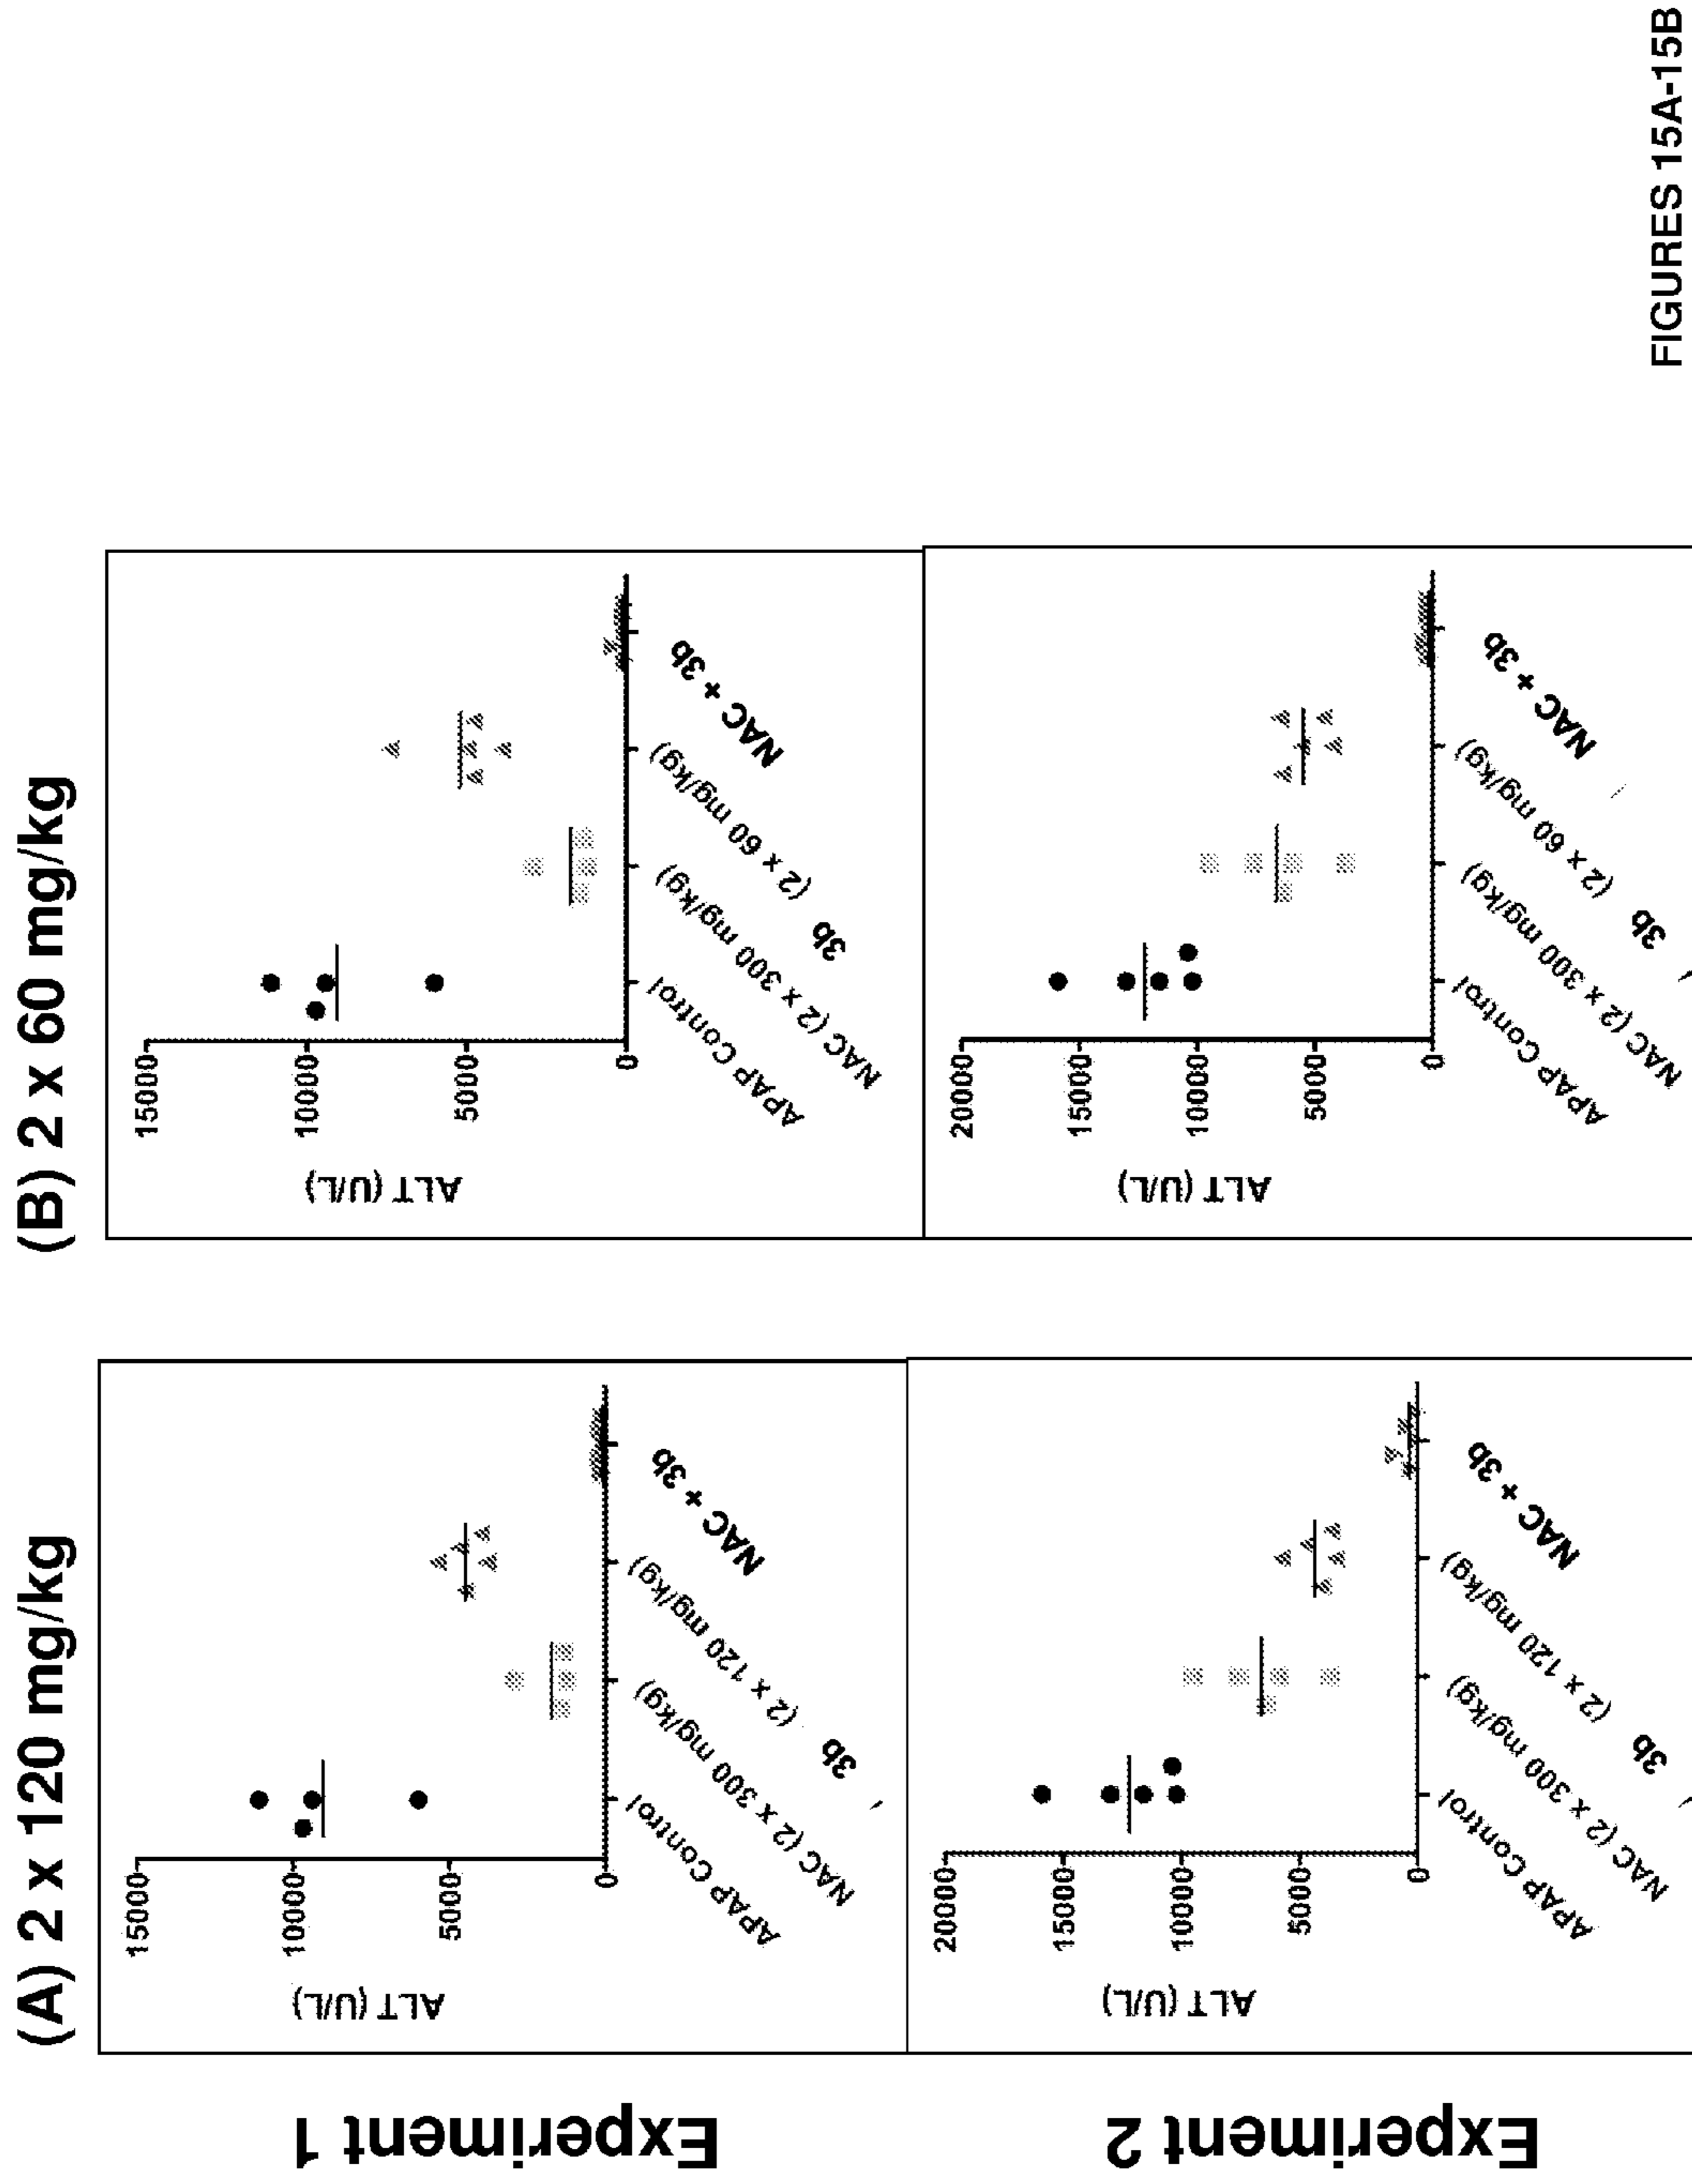 (A) 2 x 120 mg/kg
(B) 2 x 60 mg/kg
Experiment 1
ALT (U/L)
15000
10000
5000
0
APAP Control
NAC (2 x 300 mg/kg)
3b (2 x 120 mg/kg)
NAC + 3b
ALT (U/L)
15000
10000
5000
0
APAP Control
NAC (2 x 300 mg/kg)
3b (2 x 60 mg/kg)
NAC + 3b
Experiment 2
ALT (U/L)
20000
15000
10000
5000
0
APAP Control
NAC (2 x 300 mg/kg)
3b (2 x 120 mg/kg)
NAC + 3b
ALT (U/L)
20000
15000
10000
5000
0
APAP Control
NAC (2 x 300 mg/kg)
3b (2 x 60 mg/kg)
NAC + 3b
FIGURES 15A-15B